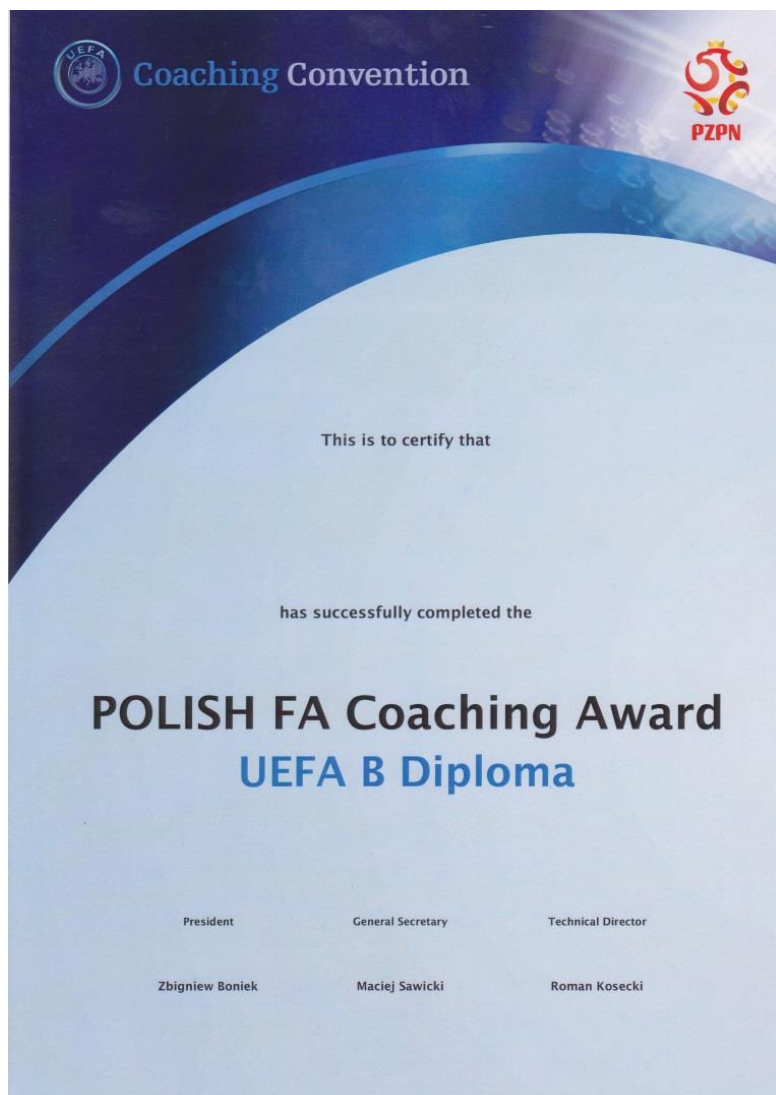 UEFA
Coaching Convention
PZPN
This is to certify that
has successfully completed the
POLISH FA Coaching Award
UEFA B Diploma
President General Secretary Technical Director
Zbigniew Boniek Maciej Sawicki Roman Kosecki